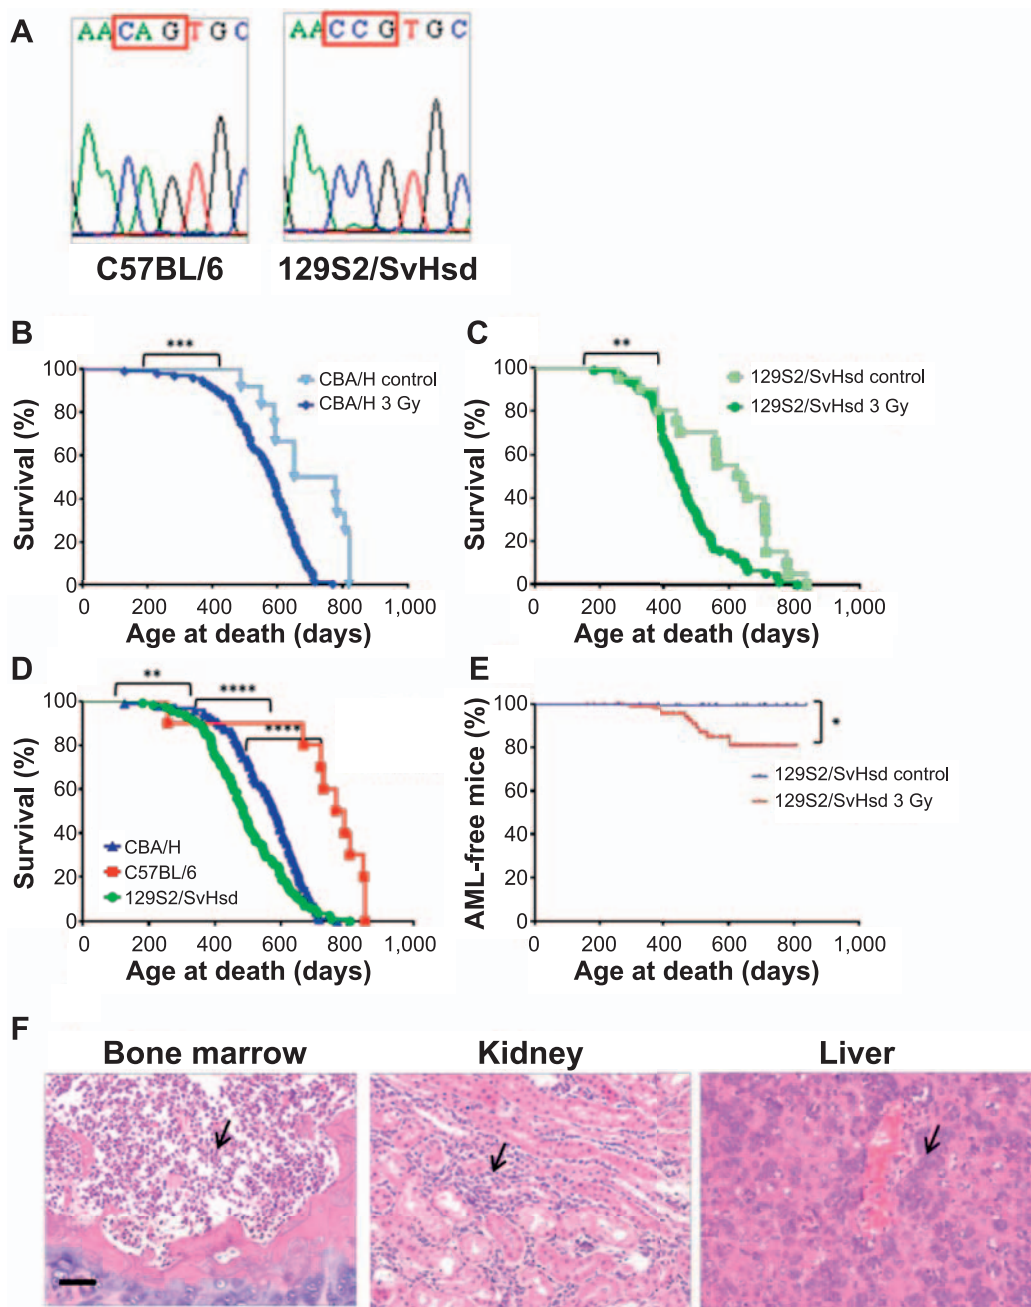 A
AACAGTGC
AACCGTGC
C57BL/6
129S2/SvHsd
B
***
CBA/H control
CBA/H 3 Gy
Survival (%)
100
80
60
40
20
0
0 200 400 600 800 1,000
Age at death (days)
C
**
129S2/SvHsd control
129S2/SvHsd 3 Gy
Survival (%)
100
80
60
40
20
0
0 200 400 600 800 1,000
Age at death (days)
D
**
****
****
CBA/H
C57BL/6
129S2/SvHsd
Survival (%)
100
80
60
40
20
0
0 200 400 600 800 1,000
Age at death (days)
E
*
129S2/SvHsd control
129S2/SvHsd 3 Gy
AML-free mice (%)
100
80
60
40
20
0
0 200 400 600 800 1,000
Age at death (days)
F
Bone marrow
Kidney
Liver